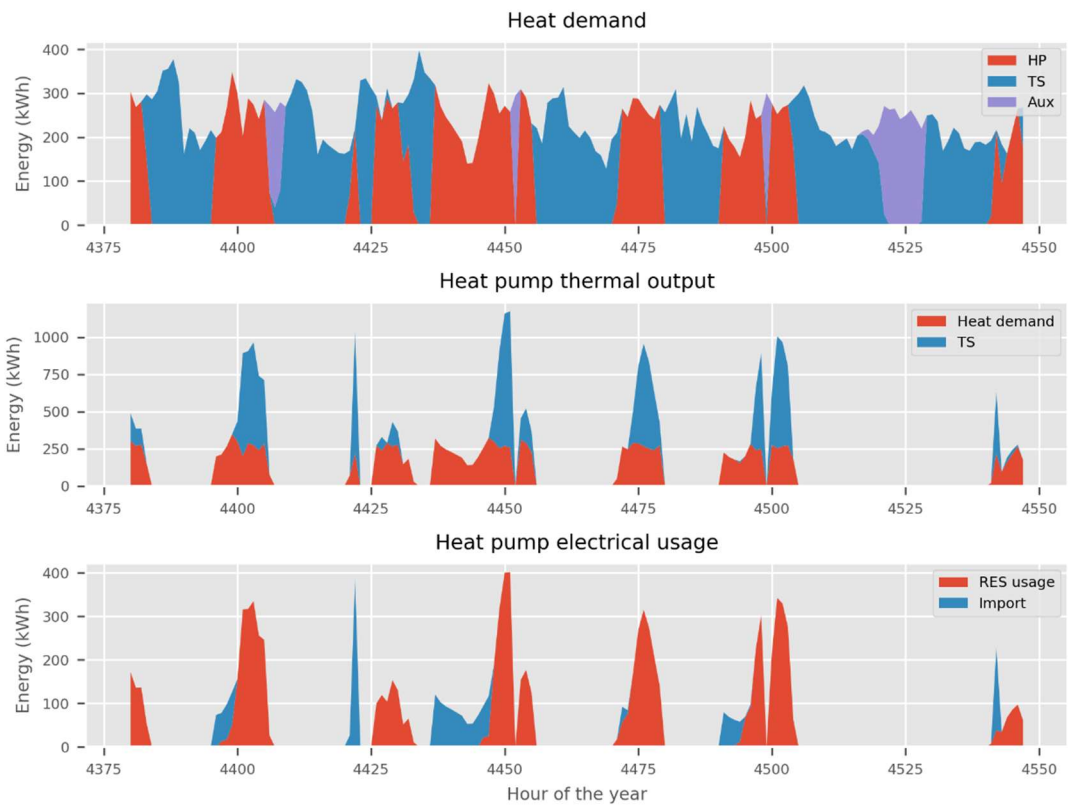 Heat demand
Energy (kWh)
400
300
200
100
0
HP
TS
Aux
4375 4400 4425 4450 4475 4500 4525 4550
Heat pump thermal output
Energy (kWh)
1000
750
500
250
0
Heat demand
TS
4375 4400 4425 4450 4475 4500 4525 4550
Heat pump electrical usage
Energy (kWh)
400
300
200
100
0
RES usage
Import
4375 4400 4425 4450 4475 4500 4525 4550
Hour of the year